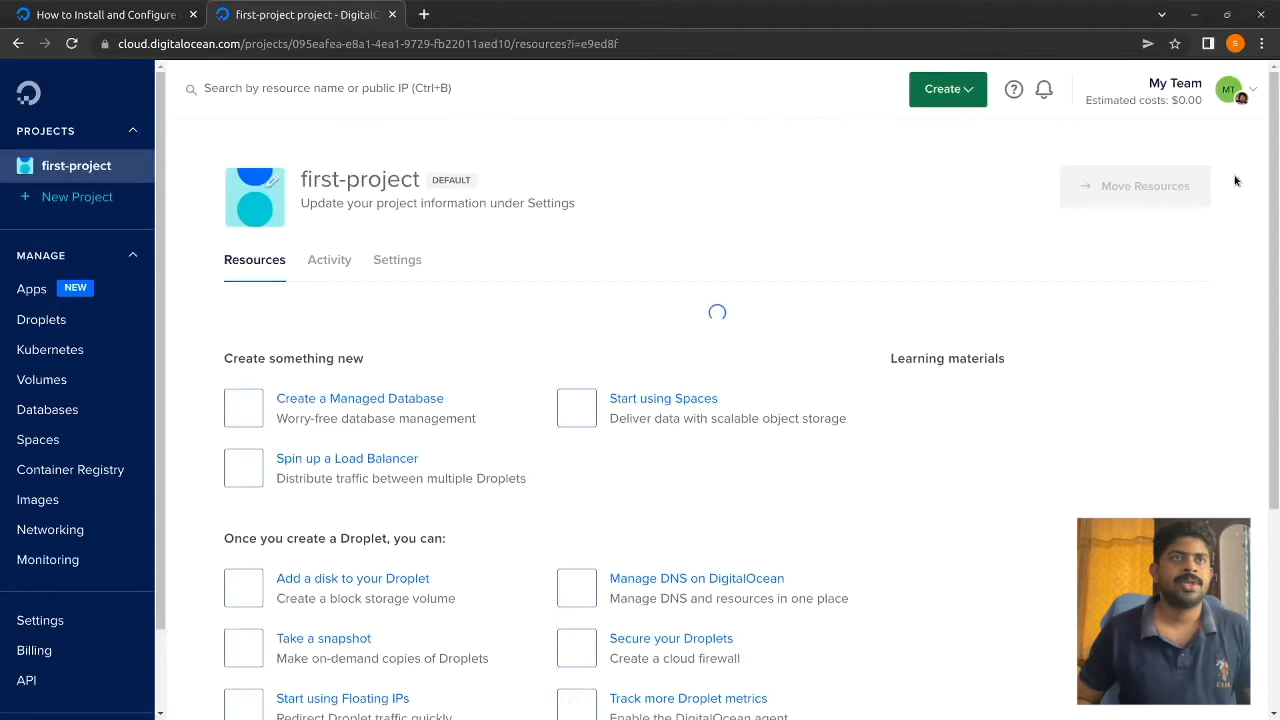 How to Install and Configure
first-project project - DigitalO
cloud.digitalocean.com/projects/095eafea-e8a1-4ea1-9729-fb22011aed10/resources?i=e9ed8f
S
Search by resource name or public IP (Ctrl+B)
Create
My Team
Estimated costs: $0.00
MT
PROJECTS
first-project
+ New Project
MANAGE
Apps NEW
Droplets
Kubernetes
Volumes
Databases
Spaces
Container Registry
Images
Networking
Monitoring
Settings
Billing
API
first-project DEFAULT
Update your project information under Settings
→ Move Resources
Resources Activity Settings
Create something new
Create a Managed Database
Worry-free database management
Start using Spaces
Deliver data with scalable object storage
Spin up a Load Balancer
Distribute traffic between multiple Droplets
Learning materials
Once you create a Droplet, you can:
Add a disk to your Droplet
Create a block storage volume
Manage DNS on DigitalOcean
Manage DNS and resources in one place
Take a snapshot
Make on-demand copies of Droplets
Secure your Droplets
Create a cloud firewall
Start using Floating IPs
Redirect Droplet traffic quickly
Track more Droplet metrics
Enable the DigitalOcean agent